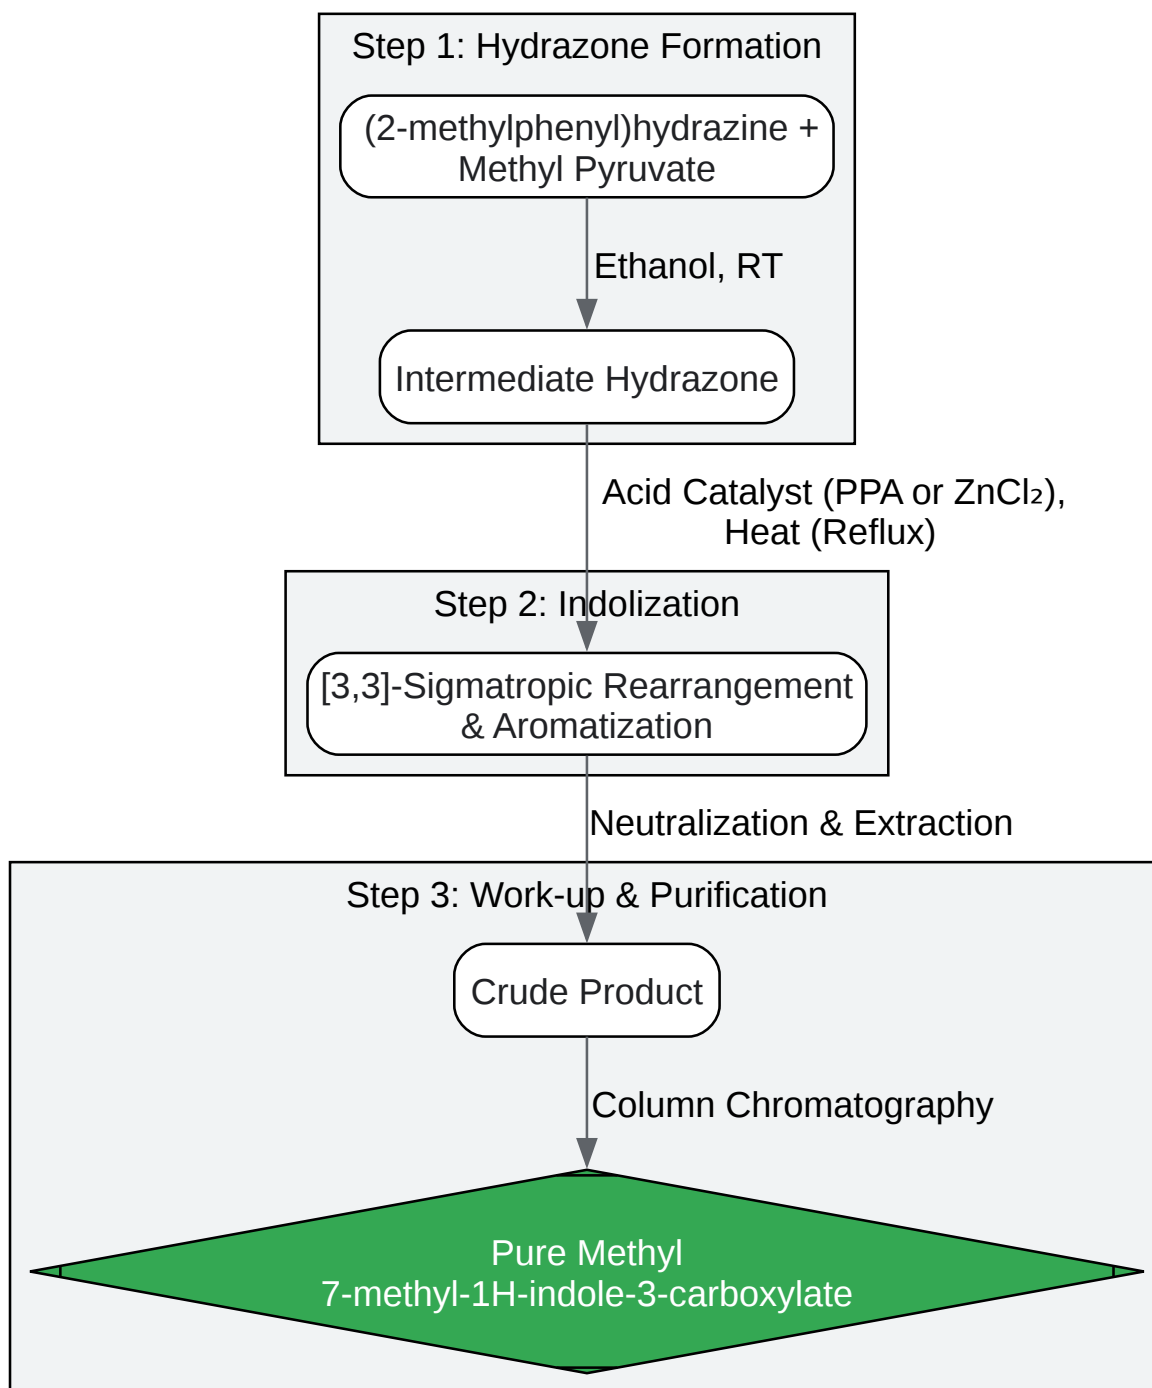 Step 1: Hydrazone Formation
(2-methylphenyl)hydrazine +
Methyl Pyruvate
Ethanol, RT
Intermediate Hydrazone
Acid Catalyst (PPA or ZnCl₂),
Heat (Reflux)
Step 2: Indolization
[3,3]-Sigmatropic Rearrangement
& Aromatization
Neutralization & Extraction
Step 3: Work-up & Purification
Crude Product
Column Chromatography
Pure Methyl
7-methyl-1H-indole-3-carboxylate